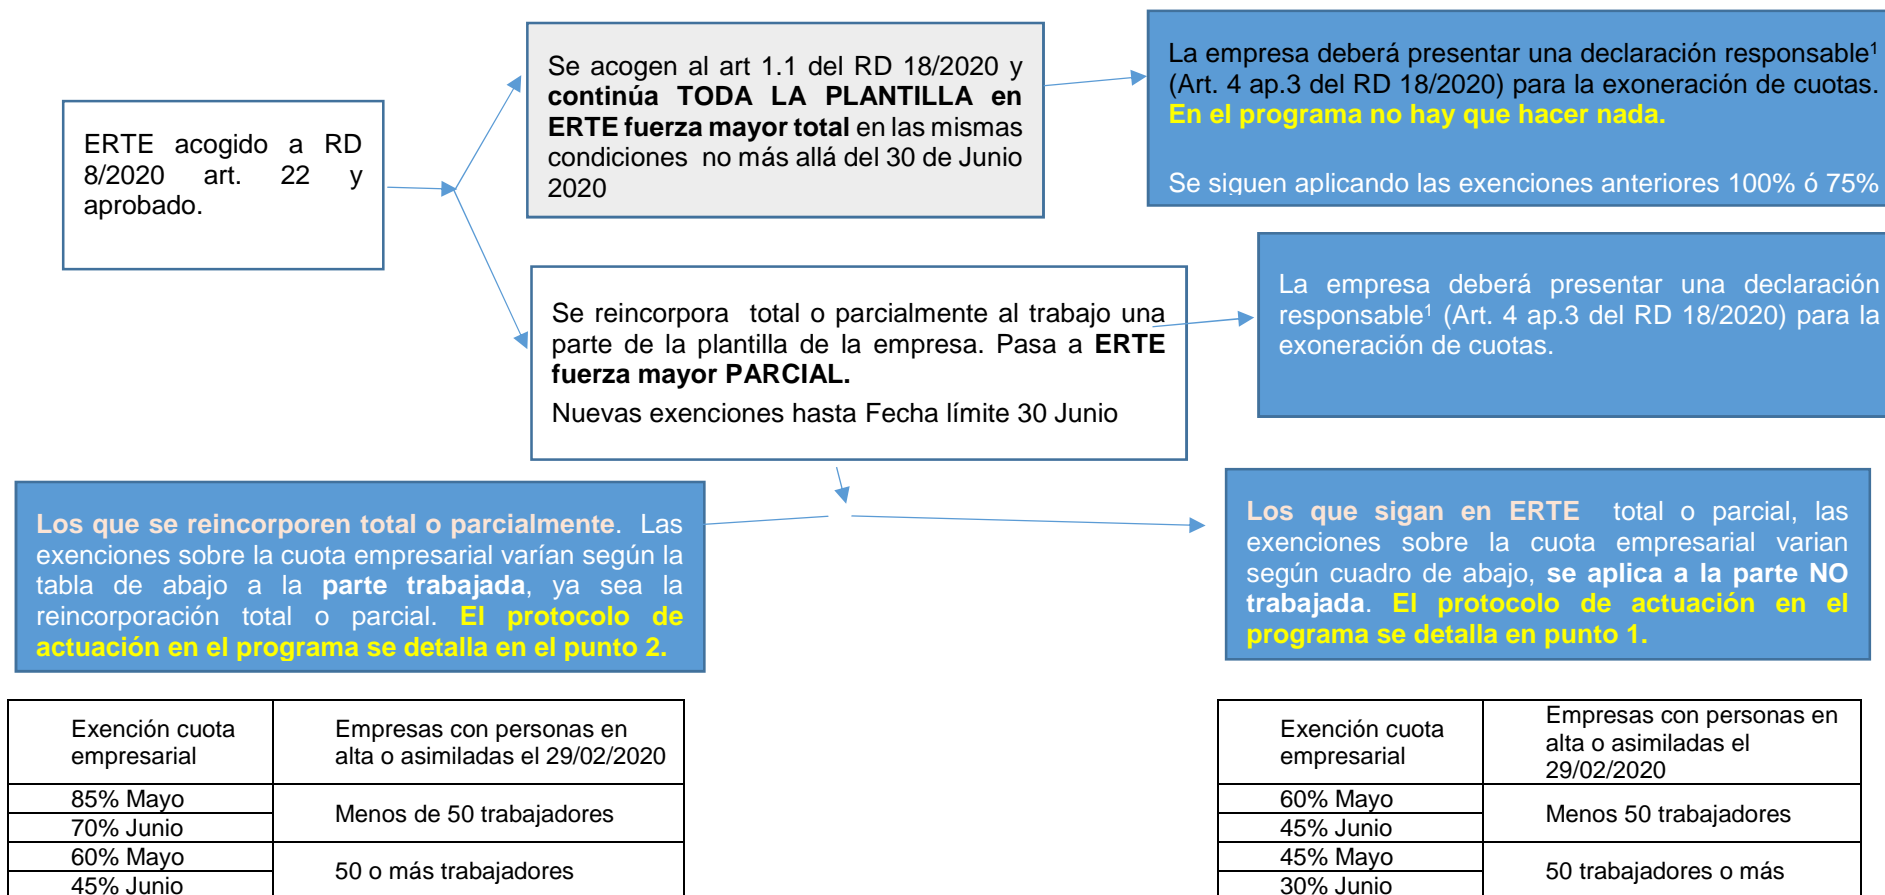 ERTE acogido a RD
8/2020 art. 22 y
aprobado.
Se acogen al art 1.1 del RD 18/2020 y
continúa TODA LA PLANTILLA en
ERTE fuerza mayor total en las mismas
condiciones no más allá del 30 de Junio
2020
La empresa deberá presentar una declaración responsable¹
(Art. 4 ap.3 del RD 18/2020) para la exoneración de cuotas.
En el programa no hay que hacer nada.
Se siguen aplicando las exenciones anteriores 100% ó 75%
Se reincorpora total o parcialmente al trabajo una
parte de la plantilla de la empresa. Pasa a ERTE
fuerza mayor PARCIAL.
Nuevas exenciones hasta Fecha límite 30 Junio
La empresa deberá presentar una declaración
responsable¹ (Art. 4 ap.3 del RD 18/2020) para la
exoneración de cuotas.
Los que se reincorporen total o parcialmente. Las
exenciones sobre la cuota empresarial varían según la
tabla de abajo a la parte trabajada, ya sea la
reincorporación total o parcial. El protocolo de
actuación en el programa se detalla en el punto 2.
Los que sigan en ERTE total o parcial, las
exenciones sobre la cuota empresarial varian
según cuadro de abajo, se aplica a la parte NO
trabajada. El protocolo de actuación en el
programa se detalla en punto 1.
Exención cuota
empresarial
Empresas con personas en
alta o asimiladas el 29/02/2020
85% Mayo
70% Junio
Menos de 50 trabajadores
60% Mayo
45% Junio
50 o más trabajadores
Exención cuota
empresarial
Empresas con personas en
alta o asimiladas el
29/02/2020
60% Mayo
45% Junio
Menos 50 trabajadores
45% Mayo
30% Junio
50 trabajadores o más